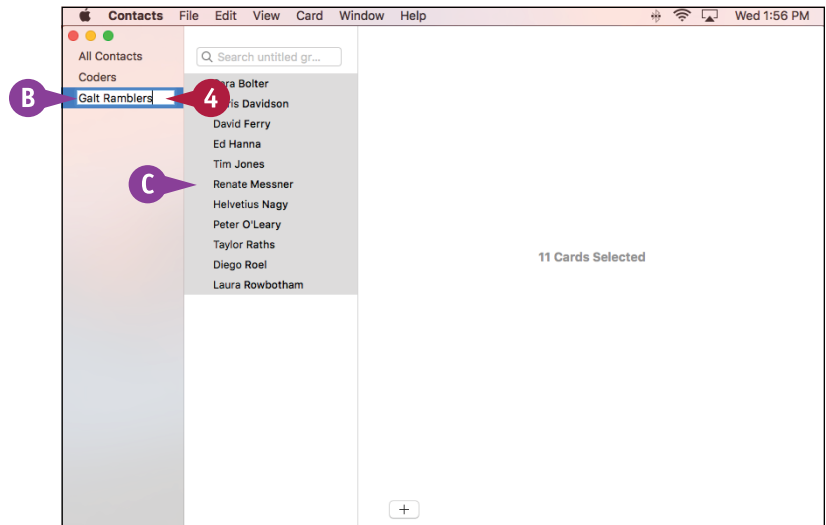 Contacts File Edit View Card Window Help Wed 1:56 PM
All Contacts
Search untitled gr...
Coders
Galt Ramblers
B
4
Bolter
Davidson
David Ferry
Ed Hanna
Tim Jones
C
Renate Messner
Helvetius Nagy
Peter O'Leary
Taylor Raths
Diego Roel
Laura Rowbotham
11 Cards Selected
+